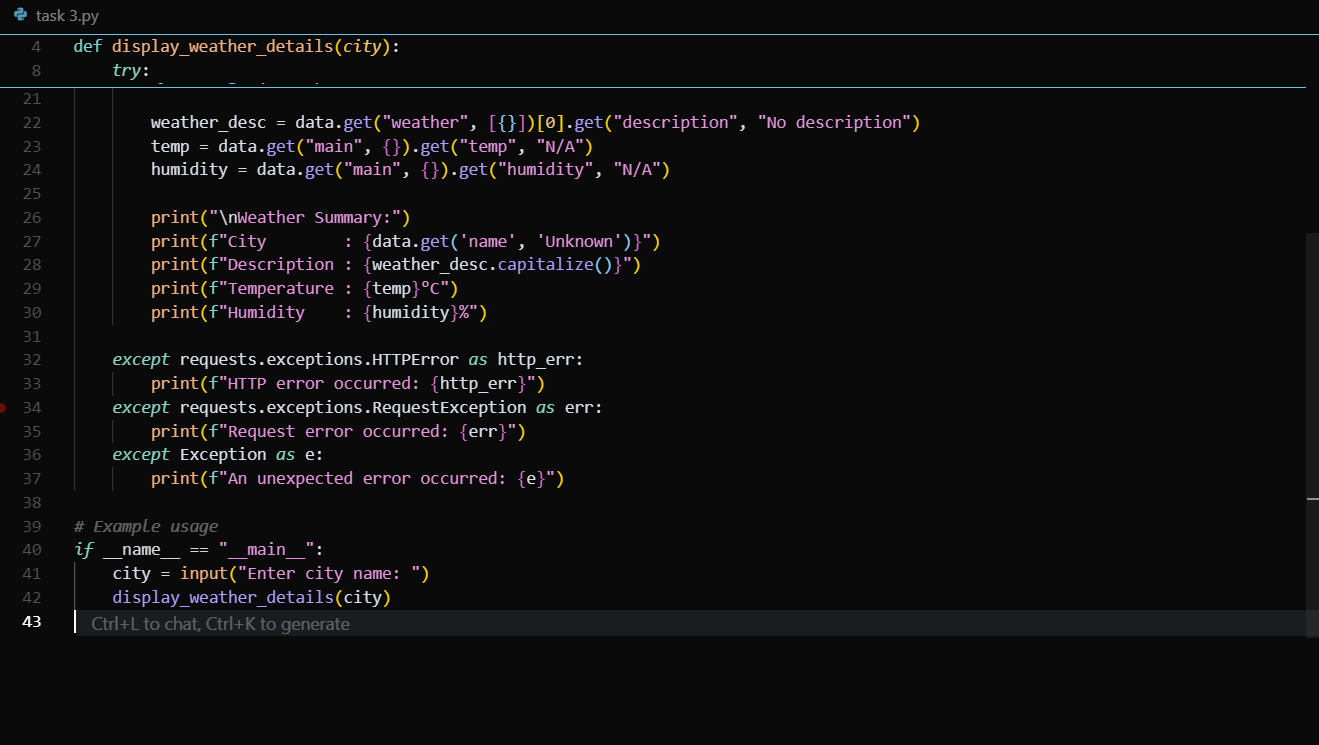 task 3.py
4 def display_weather_details(city):
8     try:
21
22         weather_desc = data.get("weather", [{}])[0].get("description", "No description")
23         temp = data.get("main", {}).get("temp", "N/A")
24         humidity = data.get("main", {}).get("humidity", "N/A")
25
26         print("\nWeather Summary:")
27         print(f"City        : {data.get('name', 'Unknown')}")
28         print(f"Description : {weather_desc.capitalize()}")
29         print(f"Temperature : {temp}°C")
30         print(f"Humidity    : {humidity}%")
31
32     except requests.exceptions.HTTPError as http_err:
33         print(f"HTTP error occurred: {http_err}")
34     except requests.exceptions.RequestException as err:
35         print(f"Request error occurred: {err}")
36     except Exception as e:
37         print(f"An unexpected error occurred: {e}")
38
39 # Example usage
40 if __name__ == "__main__":
41     city = input("Enter city name: ")
42     display_weather_details(city)
43 Ctrl+L to chat, Ctrl+K to generate